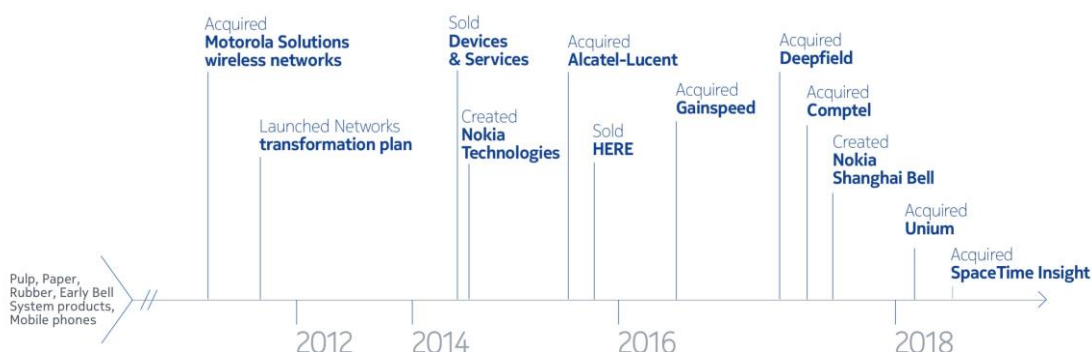 Acquired
Motorola Solutions
wireless networks
Launched Networks
transformation plan
Sold
Devices
& Services
Created
Nokia
Technologies
Acquired
Alcatel-Lucent
Sold
HERE
Acquired
Gainspeed
Acquired
Deepfield
Acquired
Comptel
Created
Nokia
Shanghai Bell
Acquired
Unium
Acquired
SpaceTime Insight
Pulp, Paper,
Rubber, Early Bell
System products,
Mobile phones
2012
2014
2016
2018